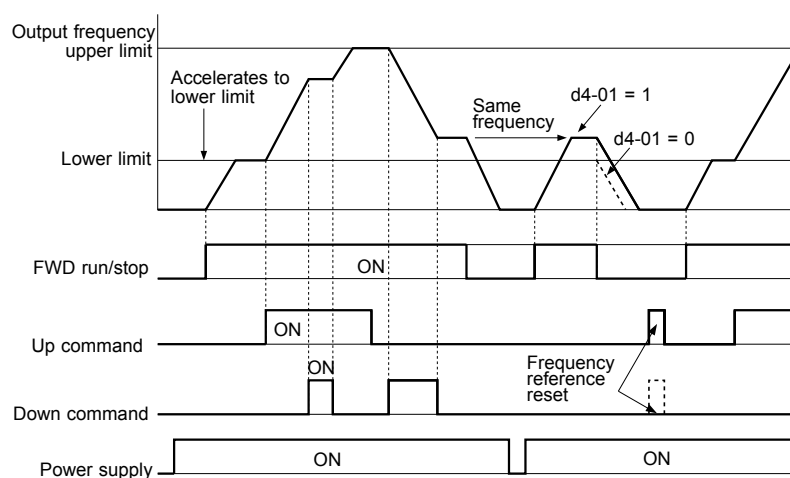 Output frequency
upper limit
Accelerates to
lower limit
Same
frequency
d4-01 = 1
d4-01 = 0
Lower limit
FWD run/stop
ON
Up command
ON
ON
Frequency
reference
reset
Down command
Power supply
ON
ON